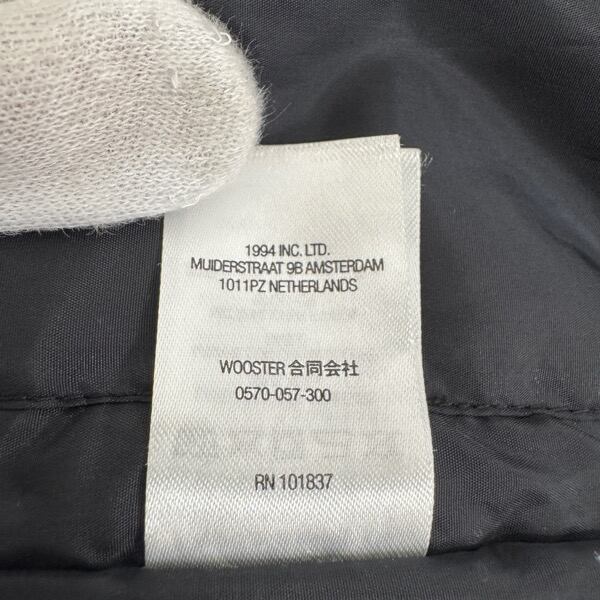 1994 INC. LTD.
MUIDERSTRAAT 9B AMSTERDAM
1011PZ NETHERLANDS
WOOSTER 合同会社
0570-057-300
RN 101837